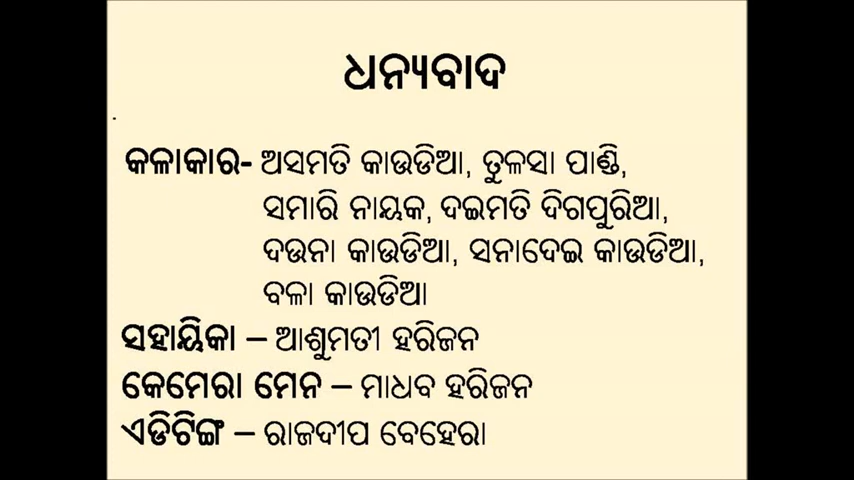 ଧନ୍ୟବାଦ
କଳାକାର- ଅସମତି କାଉଡିଆ, ତୁଳସା ପାଣ୍ଡି,
ସମାରି ନାୟକ, ଦଇମତି ଦିଗପୁରିଆ,
ଦଉନା କାଉଡିଆ, ସନାଦେଇ କାଉଡିଆ,
ବଳା କାଉଡିଆ
ସହାୟିକା – ଆଶୁମତୀ ହରିଜନ
କେମେରା ମେନ – ମାଧବ ହରିଜନ
ଏଡିଟିଙ୍ଗ – ରାଜଦୀପ ବେହେରା